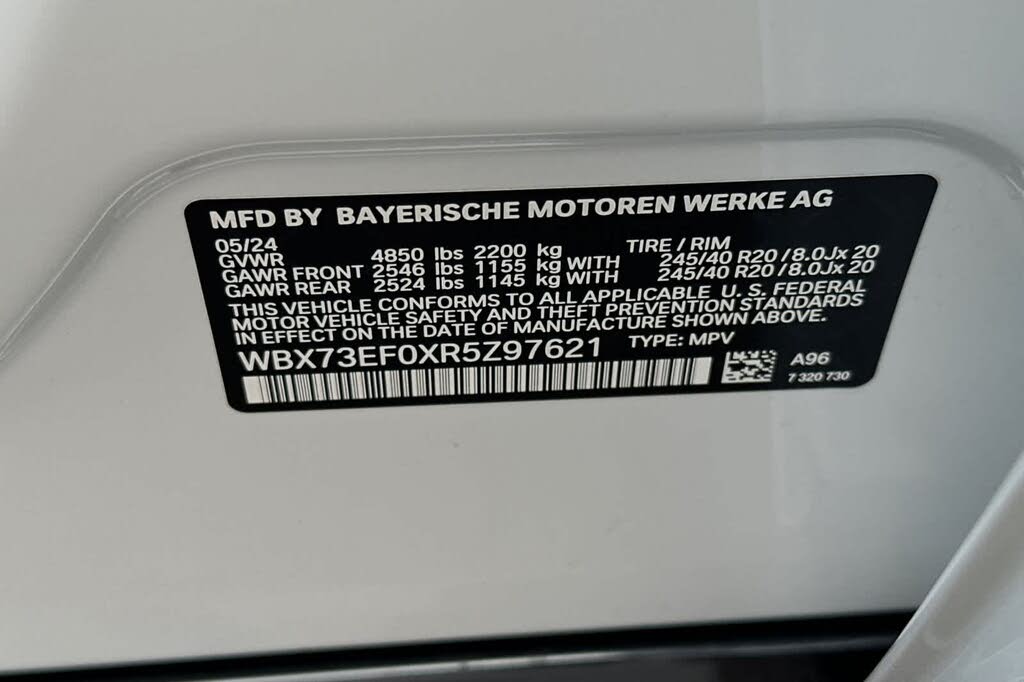 MFD BY BAYERISCHE MOTOREN WERKE AG
05/24 TIRE / RIM
GVWR 4850 lbs 2200 kg
GAWR FRONT 2546 lbs 1155 kg WITH 245/40 R20 / 8.0Jx 20
GAWR REAR 2524 lbs 1145 kg WITH 245/40 R20 / 8.0Jx 20
THIS VEHICLE CONFORMS TO ALL APPLICABLE U. S. FEDERAL
MOTOR VEHICLE SAFETY AND THEFT PREVENTION STANDARDS
IN EFFECT ON THE DATE OF MANUFACTURE SHOWN ABOVE.
WBX73EF0XR5Z97621 TYPE: MPV
A96
7 320 730